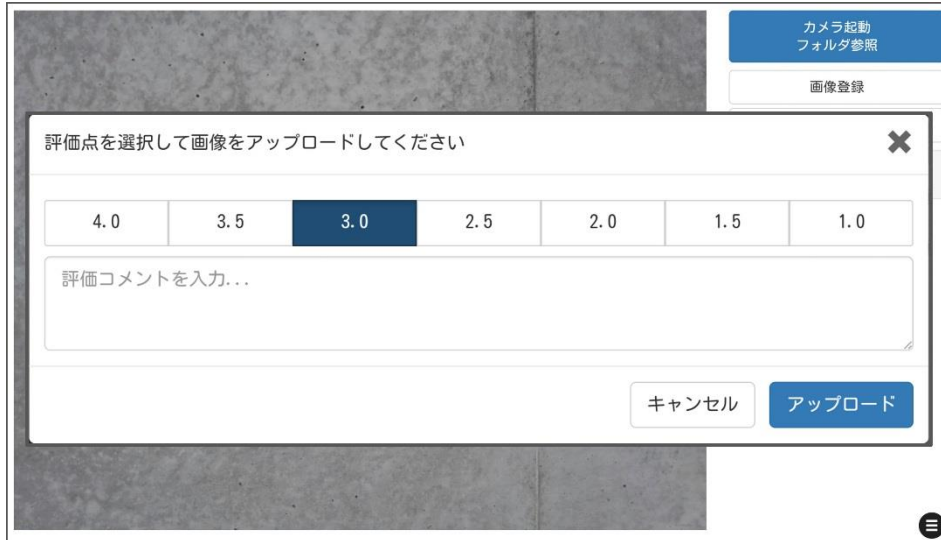 カメラ起動
フォルダ参照
画像登録
評価点を選択して画像をアップロードしてください
4.0 3.5 3.0 2.5 2.0 1.5 1.0
評価コメントを入力...
キャンセル アップロード